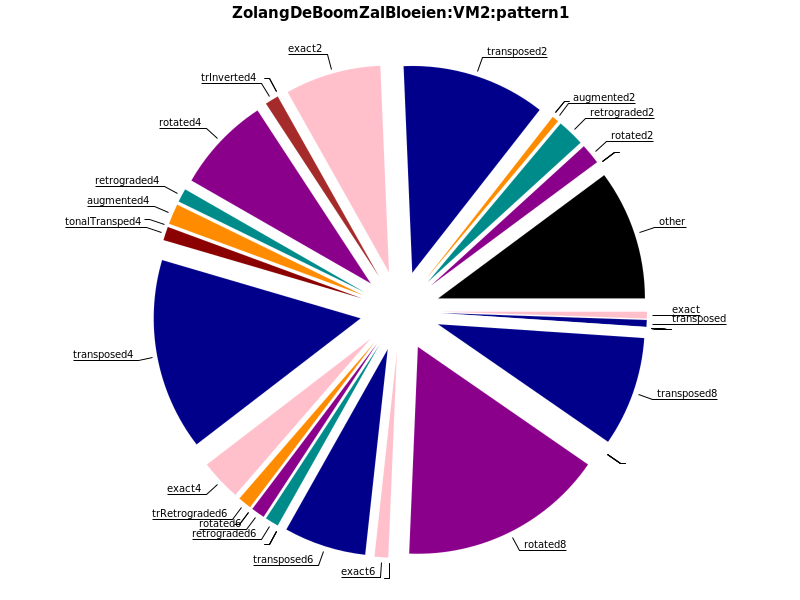 ZolangDeBoomZalBloeien:VM2:pattern1
exact2
transposed2
trInverted4
augmented2
retrograded2
rotated4
rotated2
retrograded4
augmented4
tonalTransped4
other
exact
transposed
transposed4
transposed8
exact4
trRetrograded6
rotated6
retrograded6
rotated8
transposed6
exact6